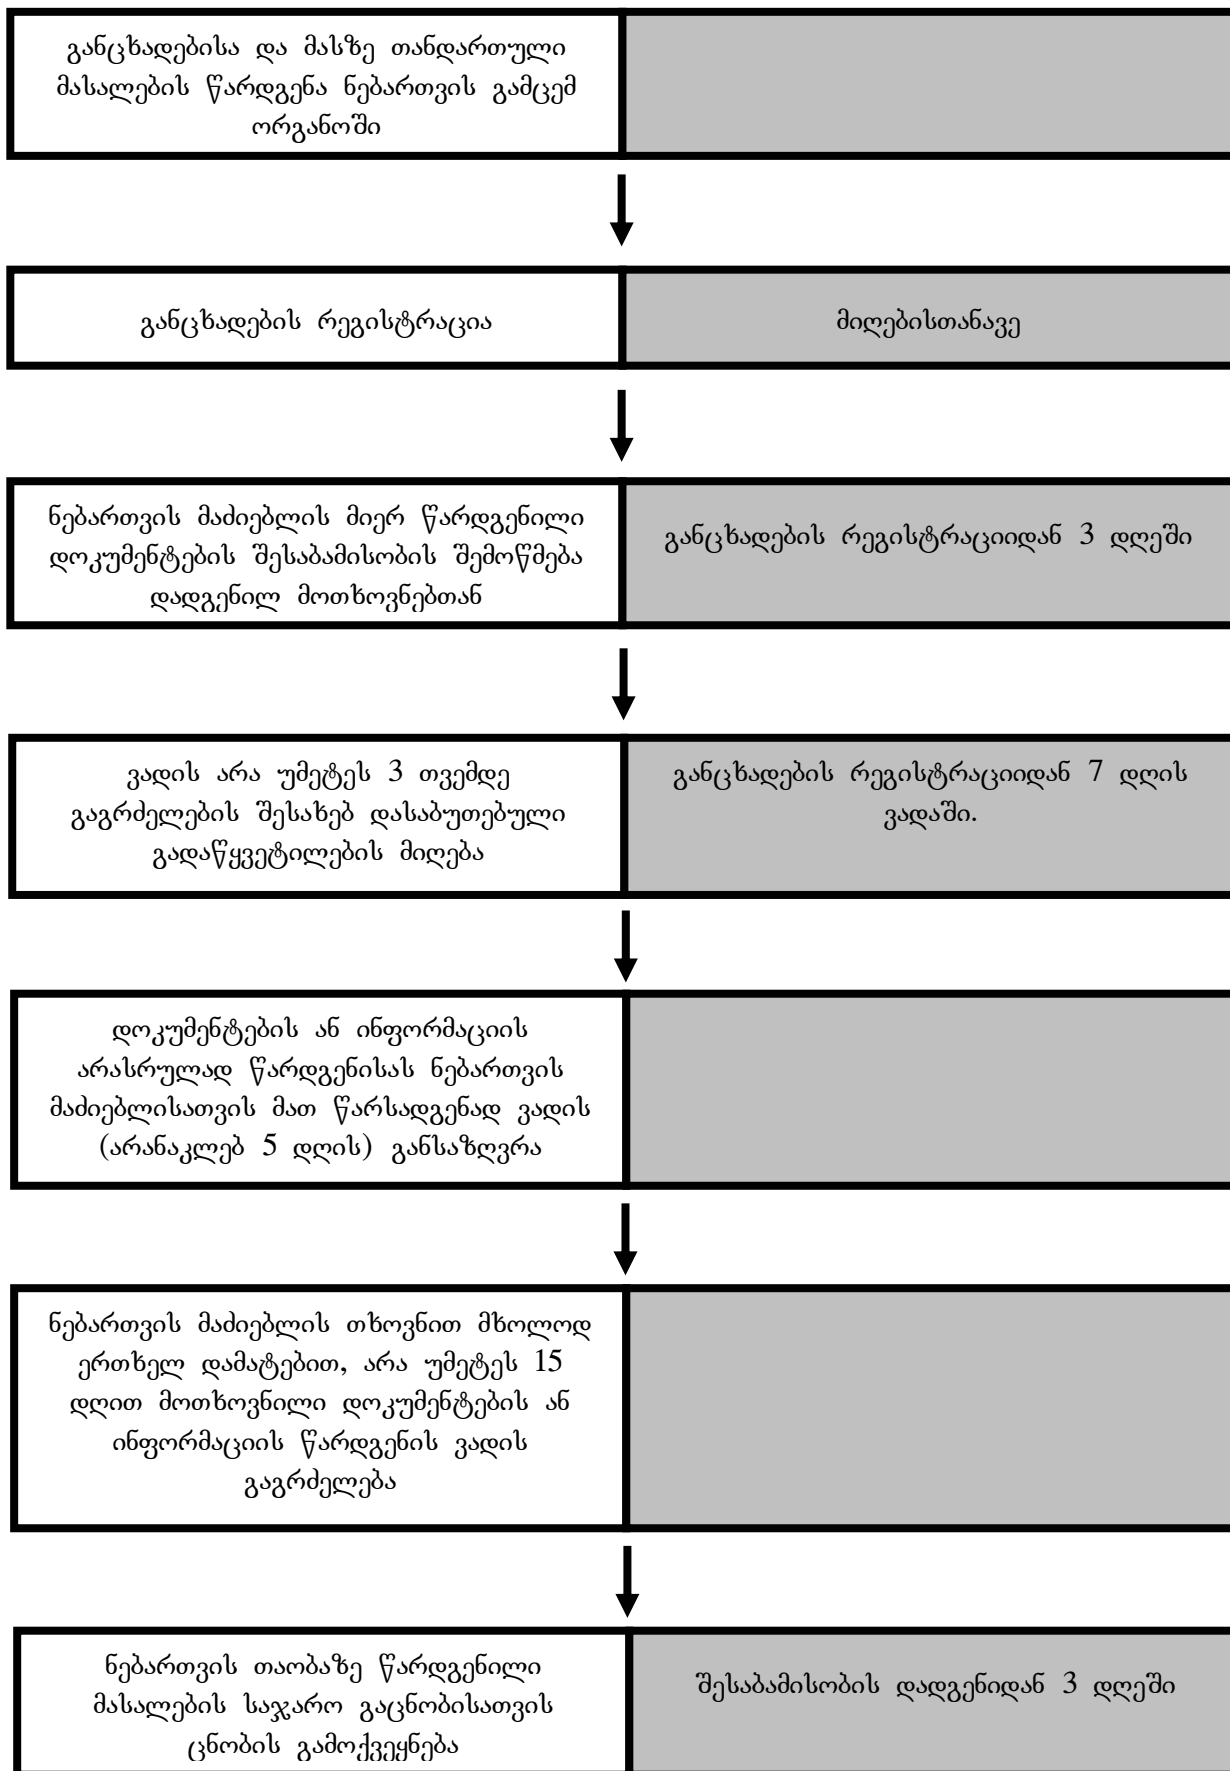 განცხადებისა და მასზე თანდართული
მასალების წარდგენა ნებართვის გამცემ
ორგანოში
განცხადების რეგისტრაცია
მიღებისთანავე
ნებართვის მაძიებლის მიერ წარდგენილი
დოკუმენტების შესაბამისობის შემოწმება
დადგენილ მოთხოვნებთან
განცხადების რეგისტრაციიდან 3 დღეში
ვადის არა უმეტეს 3 თვემდე
გაგრძელების შესახებ დასაბუთებული
გადაწყვეტილების მიღება
განცხადების რეგისტრაციიდან 7 დღის
ვადაში.
დოკუმენტების ან ინფორმაციის
არასრულად წარდგენისას ნებართვის
მაძიებლისათვის მათ წარსადგენად ვადის
(არანაკლებ 5 დღის) განსაზღვრა
ნებართვის მაძიებლის თხოვნით მხოლოდ
ერთხელ დამატებით, არა უმეტეს 15
დღით მოთხოვნილი დოკუმენტების ან
ინფორმაციის წარდგენის ვადის
გაგრძელება
ნებართვის თაობაზე წარდგენილი
მასალების საჯარო გაცნობისათვის
ცნობის გამოქვეყნება
შესაბამისობის დადგენიდან 3 დღეში